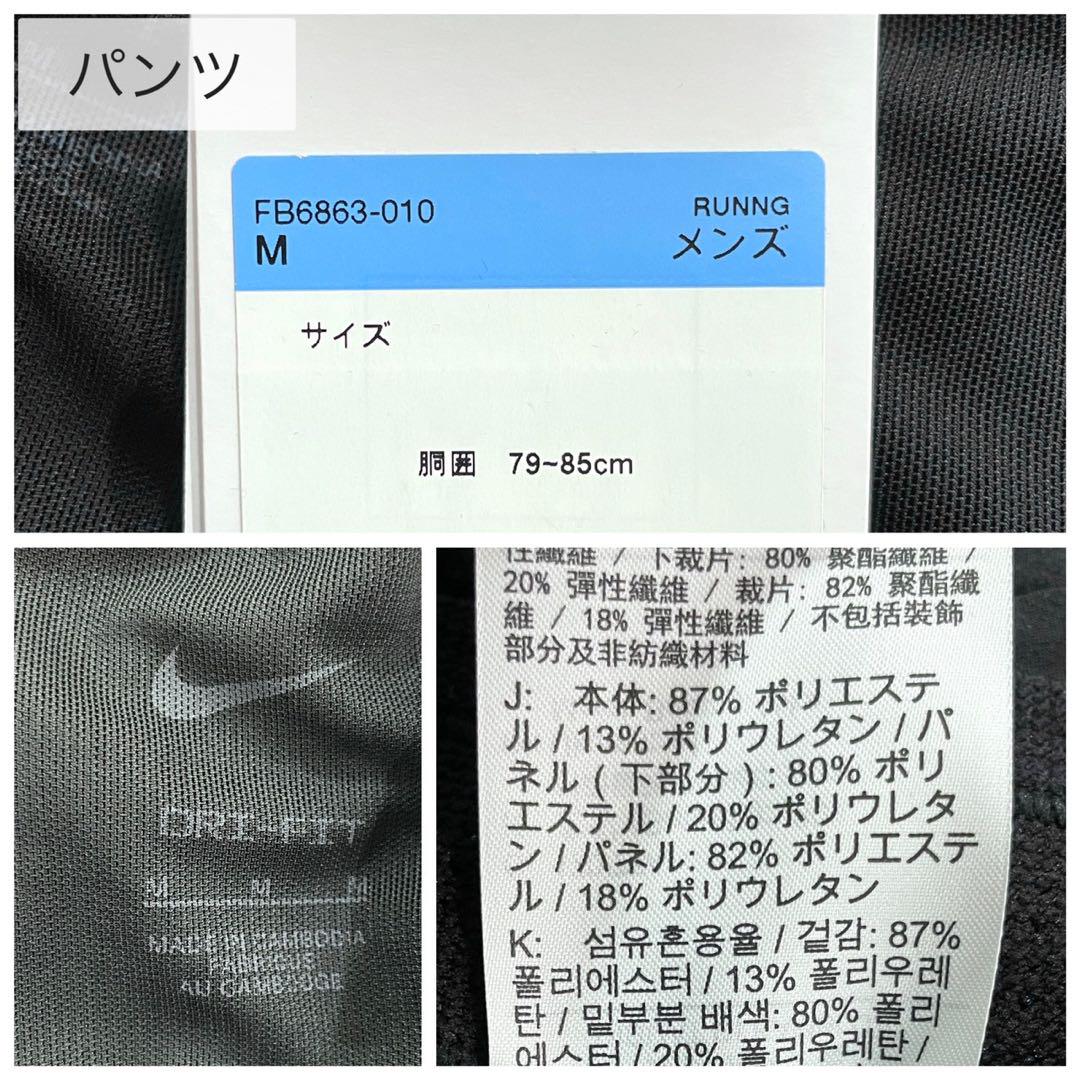 パンツ
FB6863-010
RUNNG
M
メンズ
サイズ
胴囲 79~85cm
DRI-FIT
M M M
MADE IN CAMBODIA
FABRIQUE
AU CAMBODGE
性纖維 / 下裁片: 80% 聚酯纖維 /
20% 彈性纖維 / 裁片: 82% 聚酯纖
維 / 18% 彈性纖維 / 不包括裝飾
部分及非紡織材料
J: 本体: 87% ポリエステ
ル / 13% ポリウレタン / パ
ネル ( 下部分 ) : 80% ポリ
エステル / 20% ポリウレタ
ン / パネル: 82% ポリエステ
ル / 18% ポリウレタン
K: 섬유혼용율 / 겉감: 87%
폴리에스터 / 13% 폴리우레
탄 / 밑부분 배색: 80% 폴리
에스터 / 20% 폴리우레탄 /